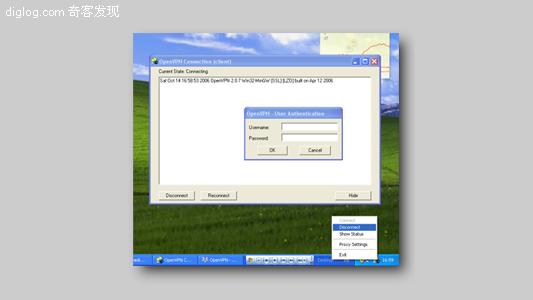 diglog.com 奇客发现
OpenVPN Connection (client)
Current State: Connecting
Sat Oct 14 16:58:53 2006 OpenVPN 2.0.7 Win32-MinGW [SSL] [LZO] built on Apr 12 2006
OpenVPN - User Authentication
Username:
Password:
OK Cancel
Disconnect Reconnect Hide
Connect
Disconnect
Show Status
Proxy Settings
Exit
OpenVPN C... OpenVPN - ... 16:59